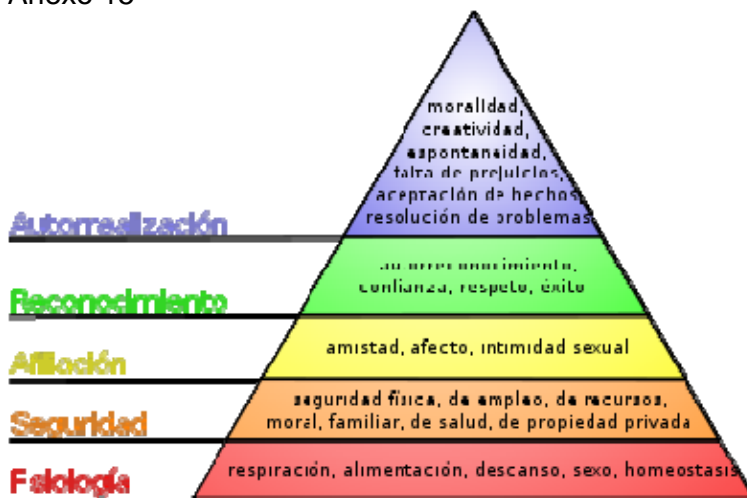 moralidad,
creatividad,
espontaneidad,
falta de prejuicios,
aceptación de hechos,
resolución de problemas
Autorrealización
autorreconocimiento,
confianza, respeto, éxito
Reconocimiento
amistad, afecto, intimidad sexual
Afiliación
seguridad física, de empleo, de recursos,
moral, familiar, de salud, de propiedad privada
Seguridad
respiración, alimentación, descanso, sexo, homeostasis
Fisiología